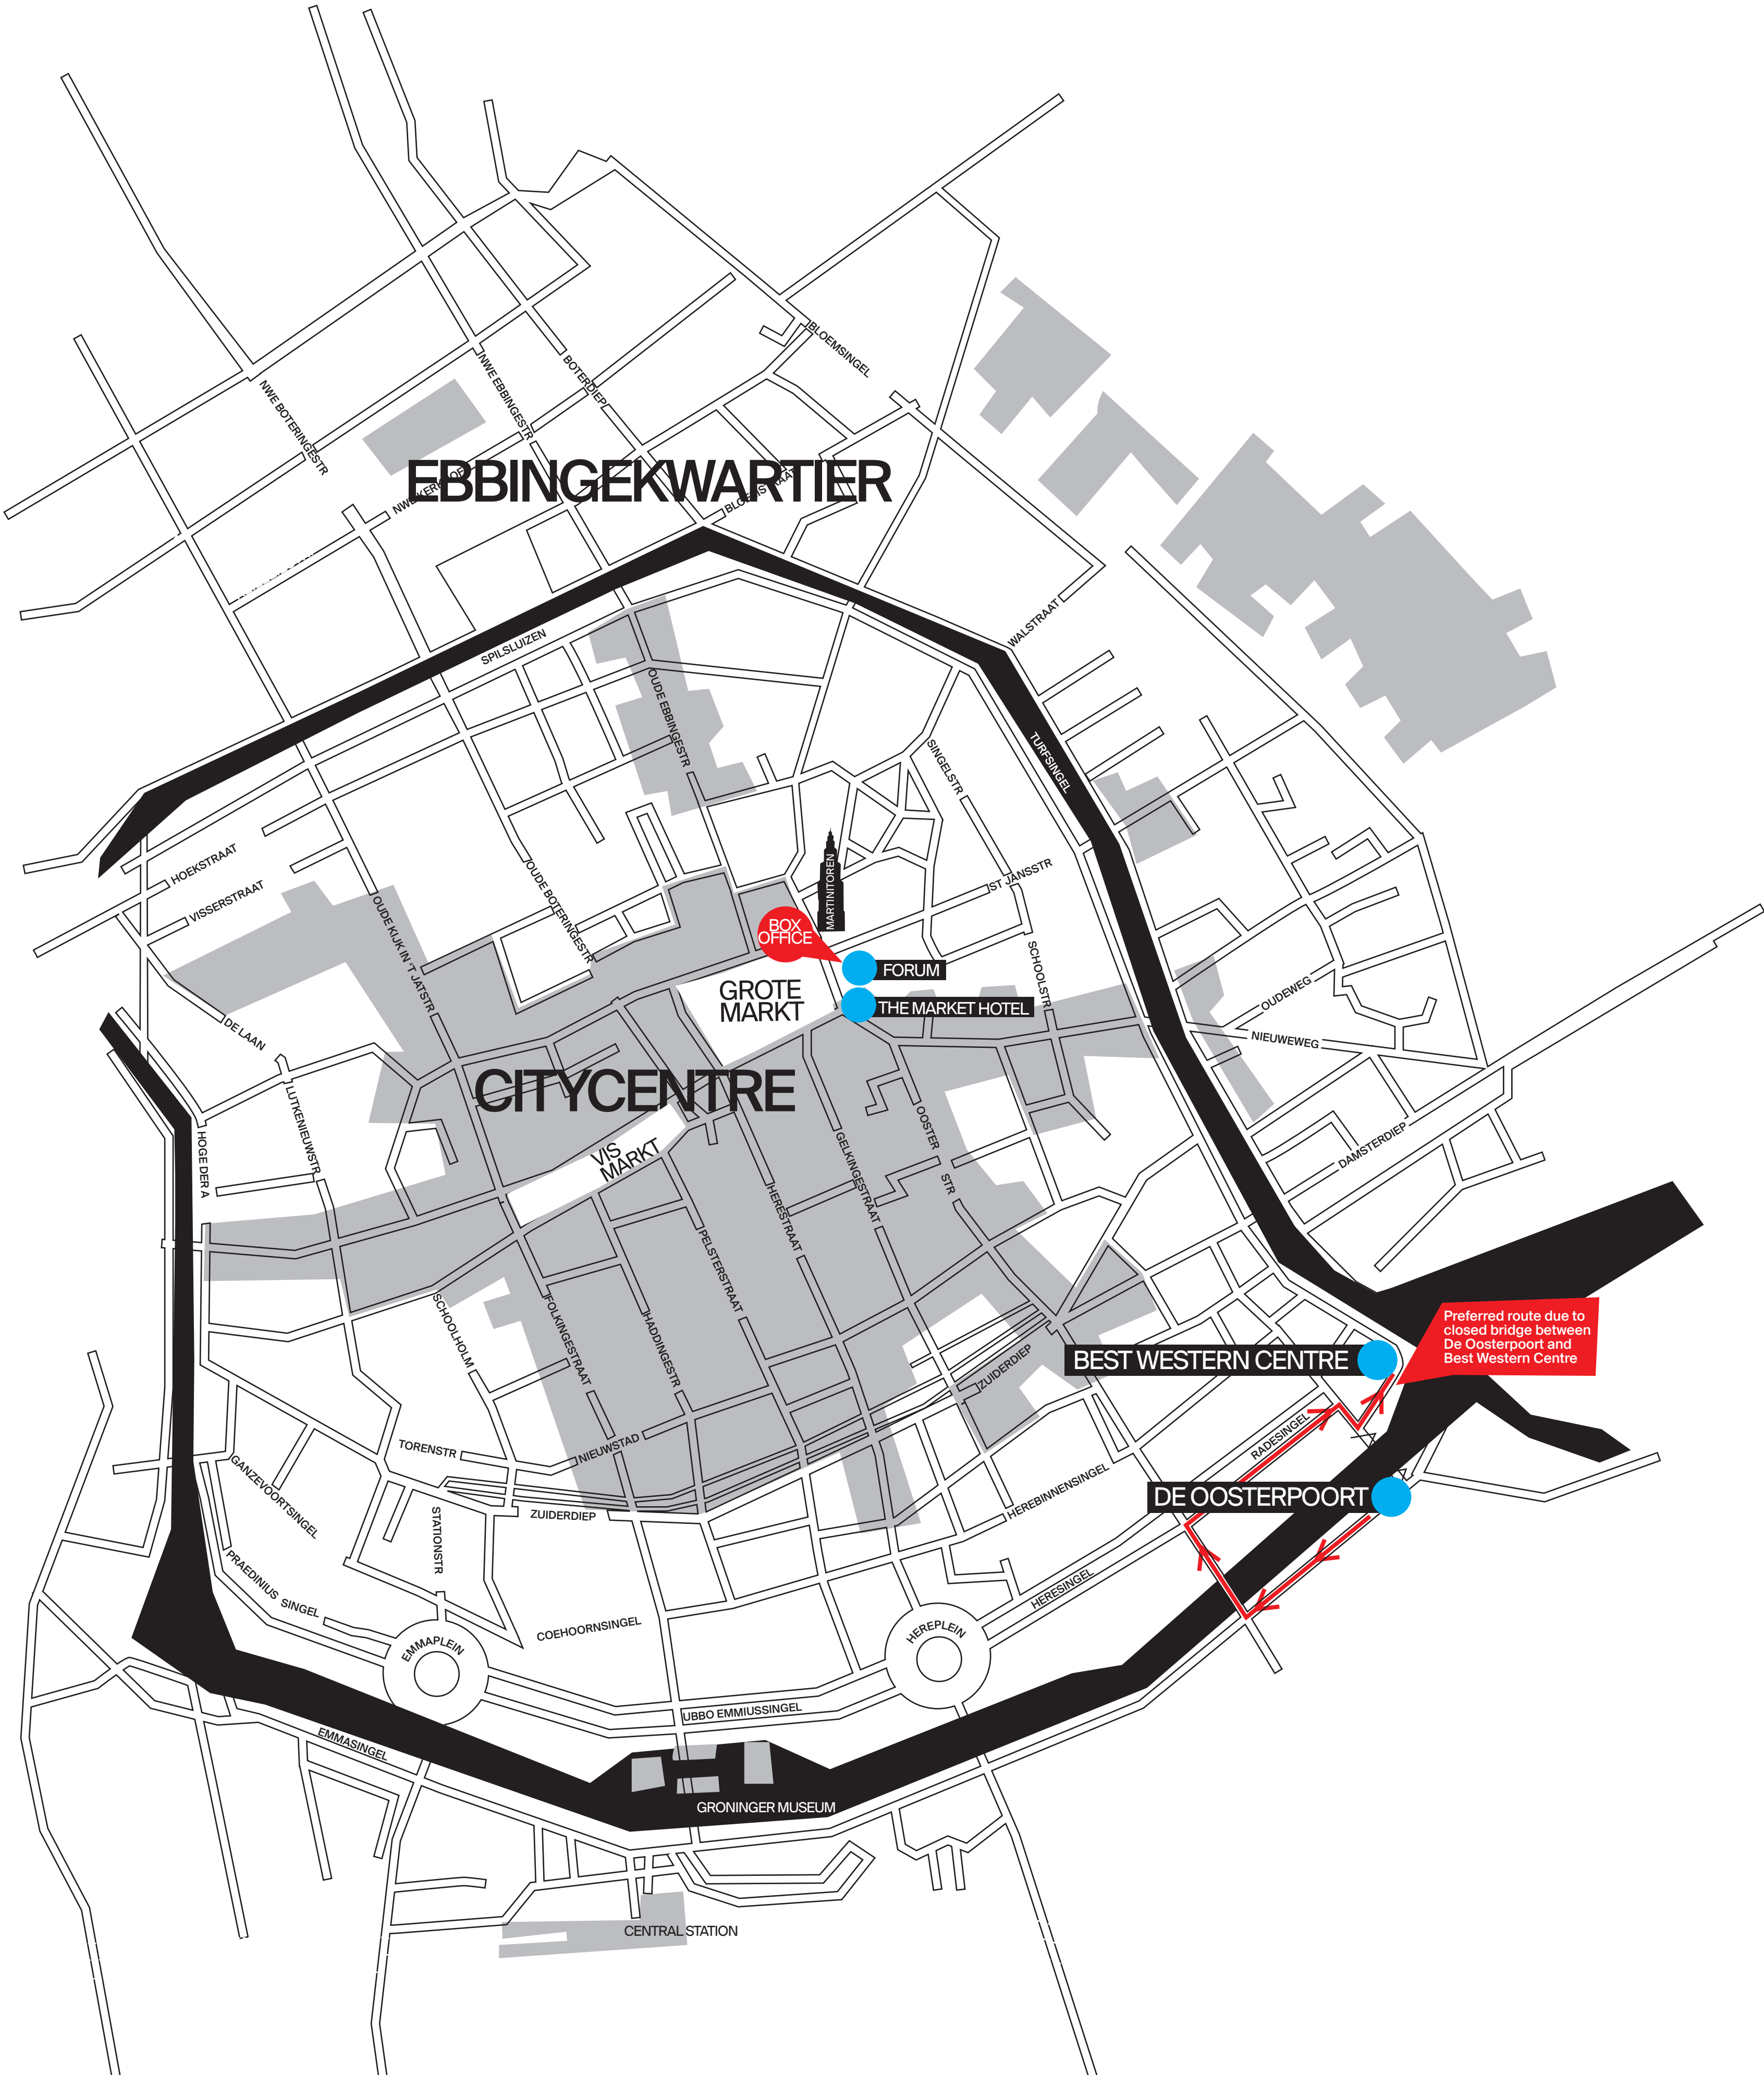 BLOEMSINGEL
NWE EBBINGESTR
BOTERDIEP
NWE BOTERINGESTR
EBBINGEKWARTIER
BLOEMSTRAAT
SPILSLUIZEN
WALSTRAAT
OUDE EBBINGESTR
TURFSINGEL
SINGELSTR
HOEKSTRAAT
VISSERSTRAAT
OUDE BOTERINGESTR
OUDE KIJK IN 'T JATSTR
MARTINITOREN
ST JANSSTR
BOX
OFFICE
FORUM
SCHOOLSTR
GROTE
MARKT
THE MARKET HOTEL
OUDEWEG
NIEUWEWEG
DE LAAN
CITYCENTRE
LUTKENIEUWSTR
HOGE DER A
VIS
MARKT
OOSTER
STR
GELKINGESTRAAT
DAMSTERDIEP
HERESTRAAT
PELSTERSTRAAT
SCHOOLHOLM
FOLKINGESTRAAT
HADDINGESTR
ZUIDERDIEP
BEST WESTERN CENTRE
Preferred route due to
closed bridge between
De Oosterpoort and
Best Western Centre
RADESINGEL
TORENSTR
NIEUWSTAD
GANZEVOORTSINGEL
STATIONSTR
ZUIDERDIEP
HEREBINNENSINGEL
DE OOSTERPOORT
PRAEDINIUS SINGEL
COEHOORNSINGEL
HERESINGEL
EMMAPLEIN
HEREPLEIN
UBBO EMMIUSSINGEL
EMMASINGEL
GRONINGER MUSEUM
CENTRAL STATION